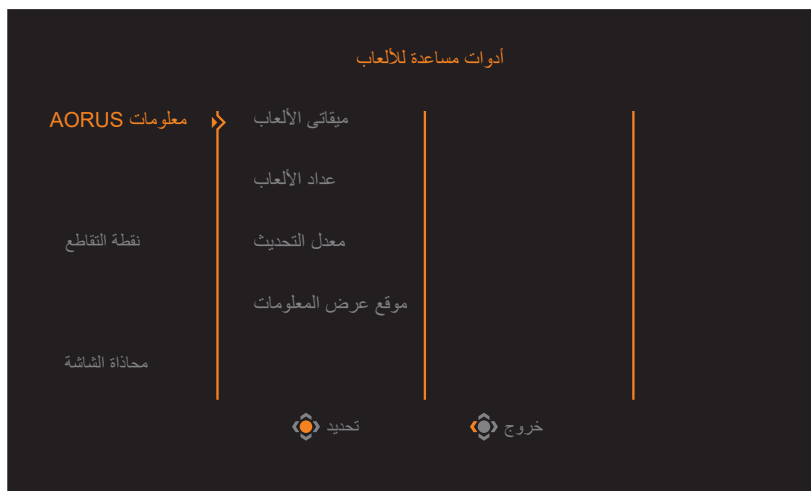 أدوات مساعدة للألعاب
معلومات AORUS
ميقاتى الألعاب
عداد الألعاب
نقطة التقاطع
معدل التحديث
موقع عرض المعلومات
محاذاة الشاشة
تحديد
خروج